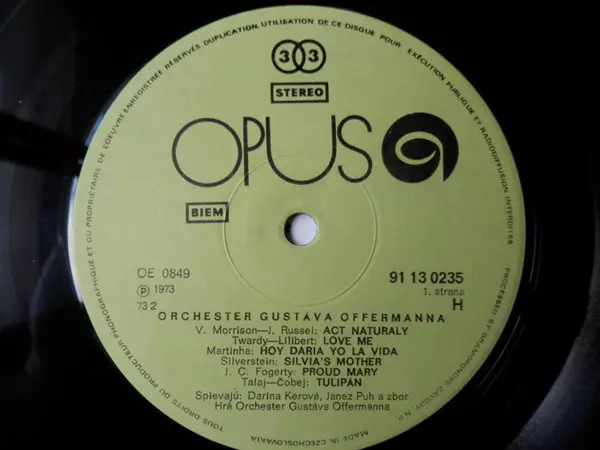 TOUS DROITS DU PRODUCTEUR PHONOGRAPHIQUE ET DU PROPRIÉTAIRE DE L'OEUVRE ENREGISTRÉE RÉSERVÉS DUPLICATION, UTILISATION DE CE DISQUE POUR EXÉCUTION PUBLIQUE ET RADIODIFFUSION INTERDITES
33
STEREO
OPUS
BIEM
OE 0849
91 13 0235
℗ 1973
1. strana
73 2
H
ORCHESTER GUSTÁVA OFFERMANNA
V. Morrison—J. Russel: ACT NATURALY
Twardy—Lilibert: LOVE ME
Martinha: HOY DARIA YO LA VIDA
Silverstein: SILVIA'S MOTHER
J. C. Fogerty: PROUD MARY
Talaj—Cobej: TULIPÁN
Spievajú: Darina Kerová, Janez Puh a zbor
Hrá Orchester Gustáva Offermanna
MADE IN CZECHOSLOVAKIA
GRAMOFONOVÉ ZÁVODY, N.P.